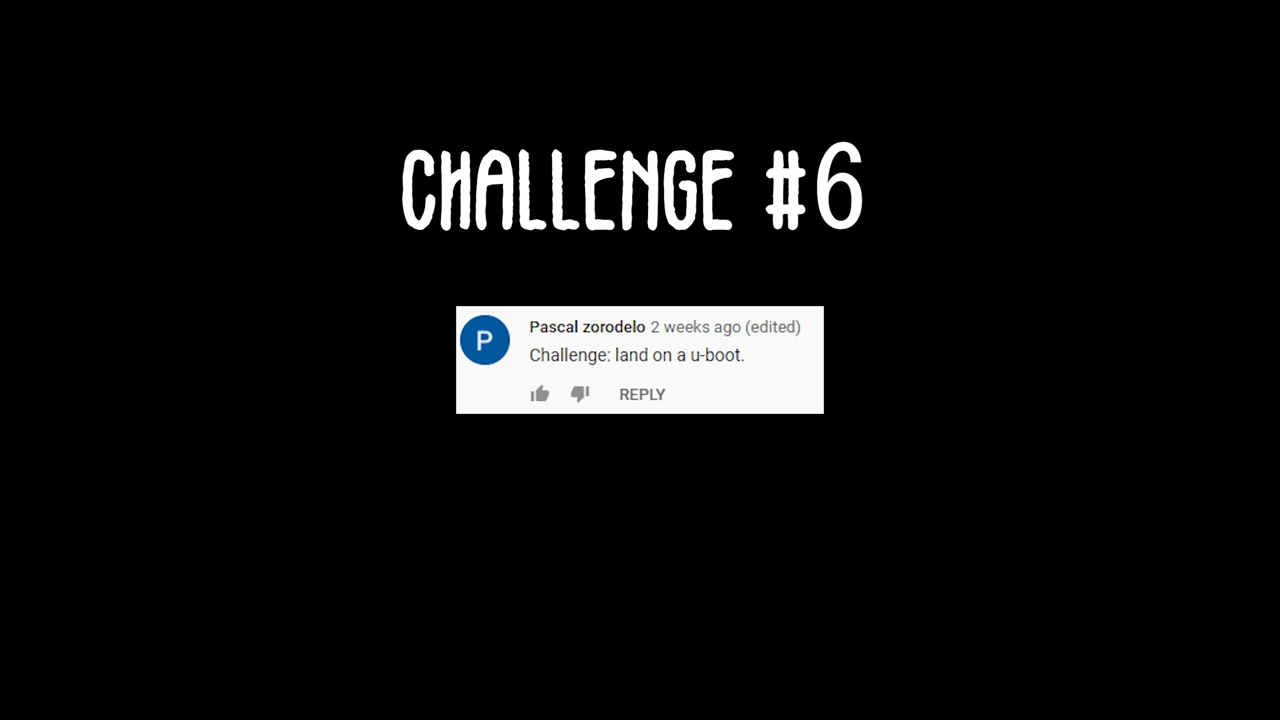 CHALLENGE #6
P
Pascal zorodelo 2 weeks ago (edited)
Challenge: land on a u-boot.
REPLY